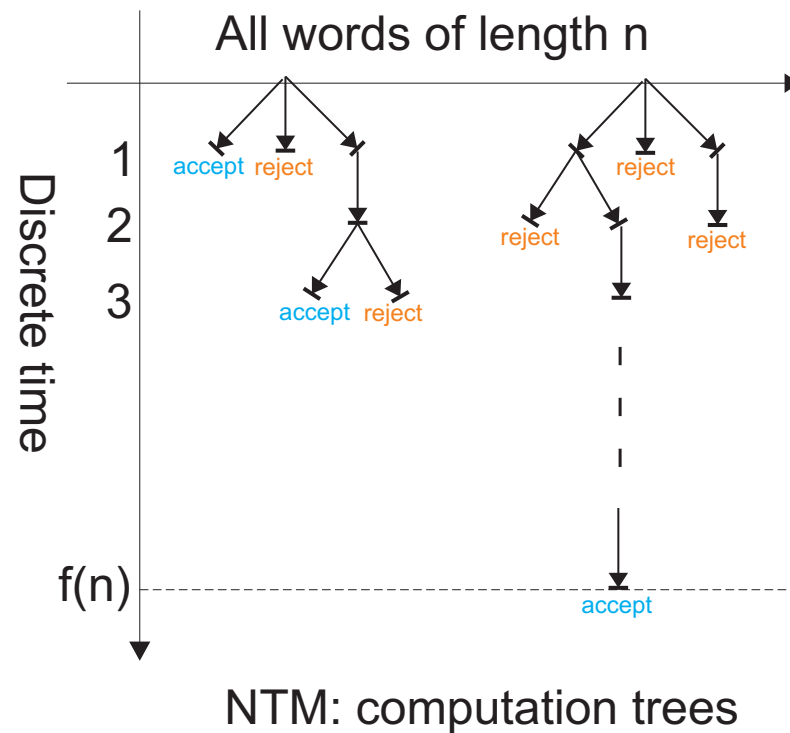 All words of length n
Discrete time
1
accept reject
reject
2
reject
reject
3
accept reject
f(n)
accept
NTM: computation trees